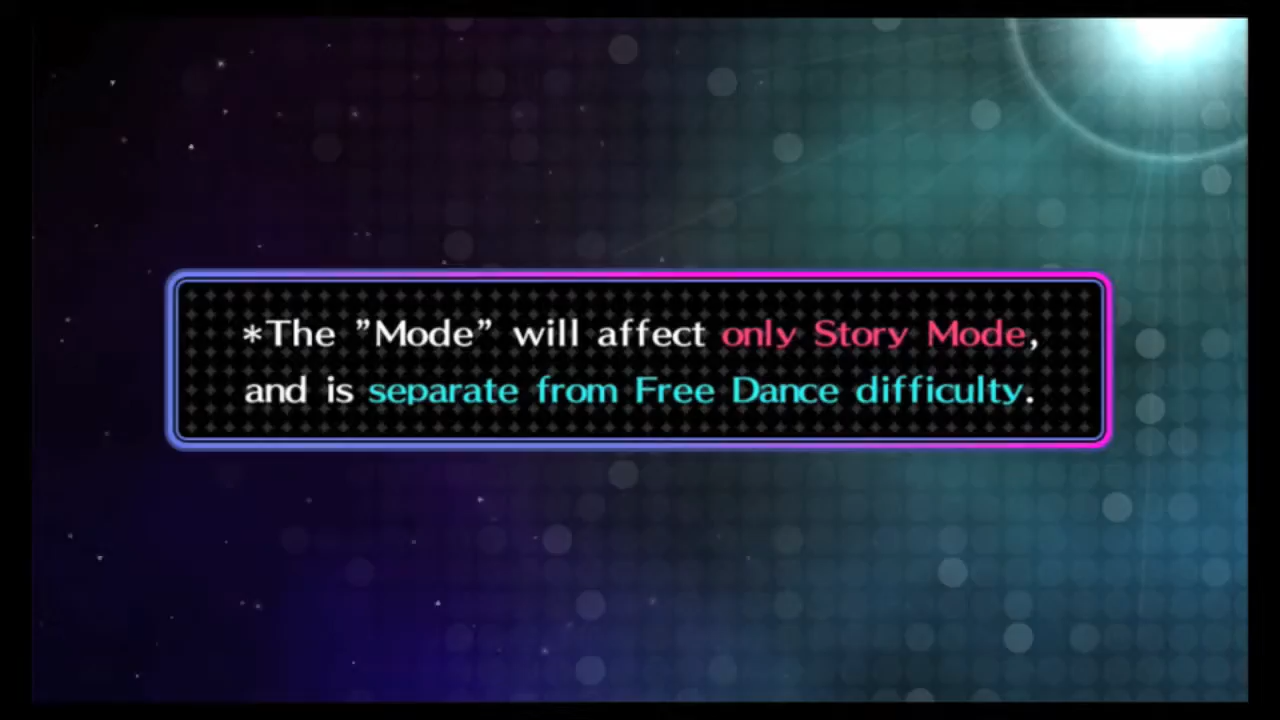 *The "Mode" will affect only Story Mode,
and is separate from Free Dance difficulty.